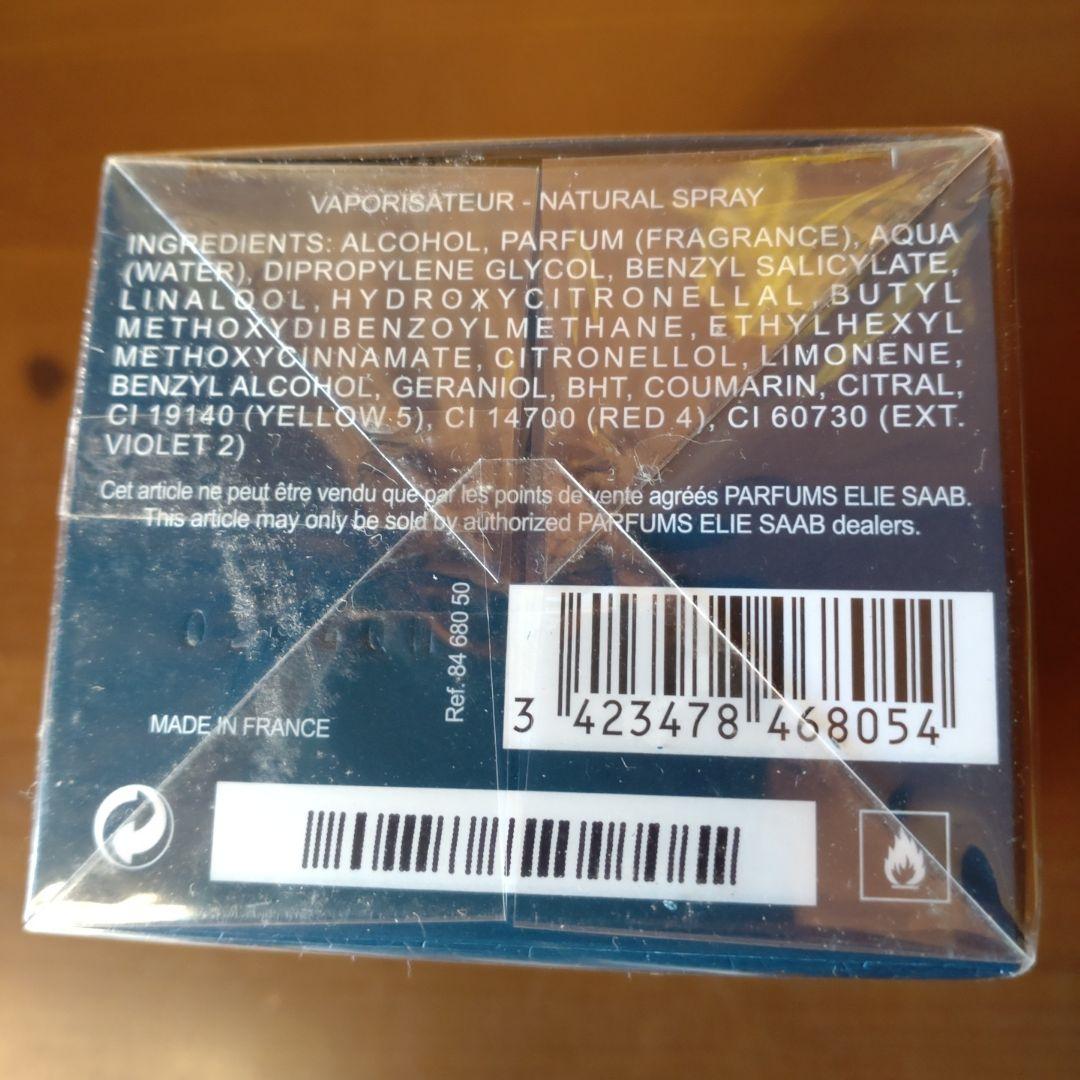 VAPORISATEUR - NATURAL SPRAY
INGREDIENTS: ALCOHOL, PARFUM (FRAGRANCE), AQUA
(WATER), DIPROPYLENE GLYCOL, BENZYL SALICYLATE,
LINALOOL, HYDROXYCITRONELLAL, BUTYL
METHOXYDIBENZOYLMETHANE, ETHYLHEXYL
METHOXYCINNAMATE, CITRONELLOL, LIMONENE,
BENZYL ALCOHOL, GERANIOL, BHT, COUMARIN, CITRAL,
CI 19140 (YELLOW 5), CI 14700 (RED 4), CI 60730 (EXT.
VIOLET 2)
Cet article ne peut être vendu que par les points de vente agréés PARFUMS ELIE SAAB.
This article may only be sold by authorized PARFUMS ELIE SAAB dealers.
Ref. 84 680 50
3 423478 468054
MADE IN FRANCE